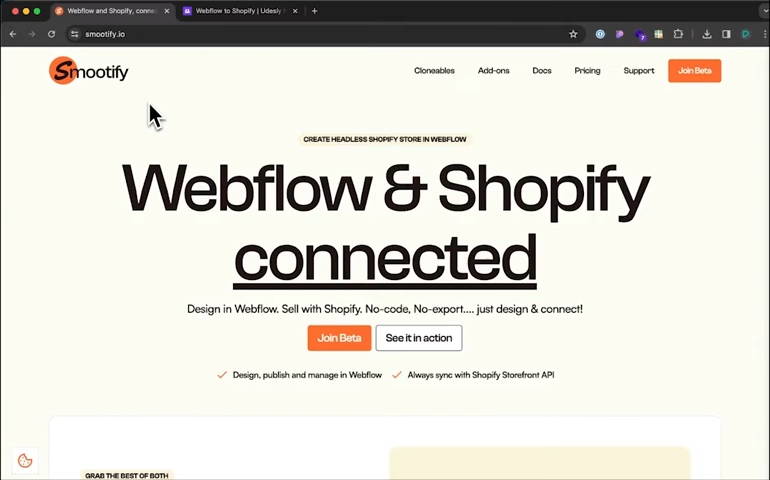 Webflow and Shopify, connec
Webflow to Shopify | Udesly
smootify.io
Smootify
Cloneables
Add-ons
Docs
Pricing
Support
Join Beta
CREATE HEADLESS SHOPIFY STORE IN WEBFLOW
Webflow & Shopify
connected
Design in Webflow. Sell with Shopify. No-code, No-export.... just design & connect!
Join Beta
See it in action
Design, publish and manage in Webflow
Always sync with Shopify Storefront API
GRAB THE BEST OF BOTH